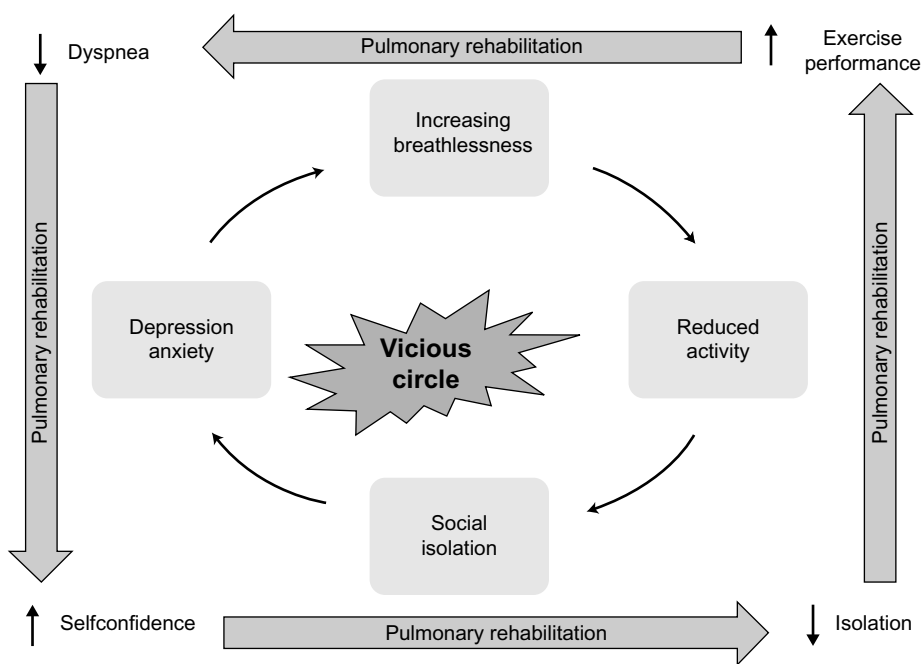 Dyspnea
Pulmonary rehabilitation
Exercise
performance
Increasing
breathlessness
Pulmonary rehabilitation
Depression
anxiety
Vicious
circle
Reduced
activity
Pulmonary rehabilitation
Social
isolation
Selfconfidence
Pulmonary rehabilitation
Isolation